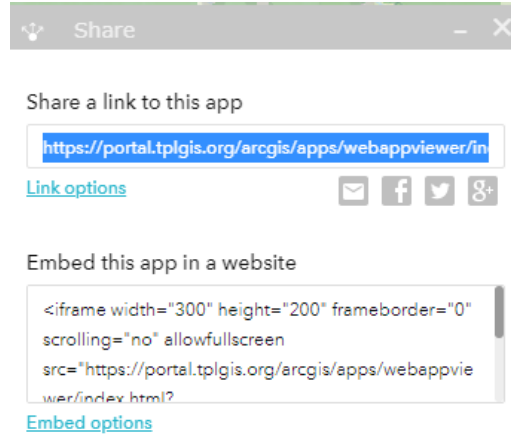 Share
Share a link to this app
https://portal.tplgis.org/arcgis/apps/webappviewer/in
Link options
Embed this app in a website
<iframe width="300" height="200" frameborder="0"
scrolling="no" allowfullscreen
src="https://portal.tplgis.org/arcgis/apps/webappvie
wer/index.html?
Embed options